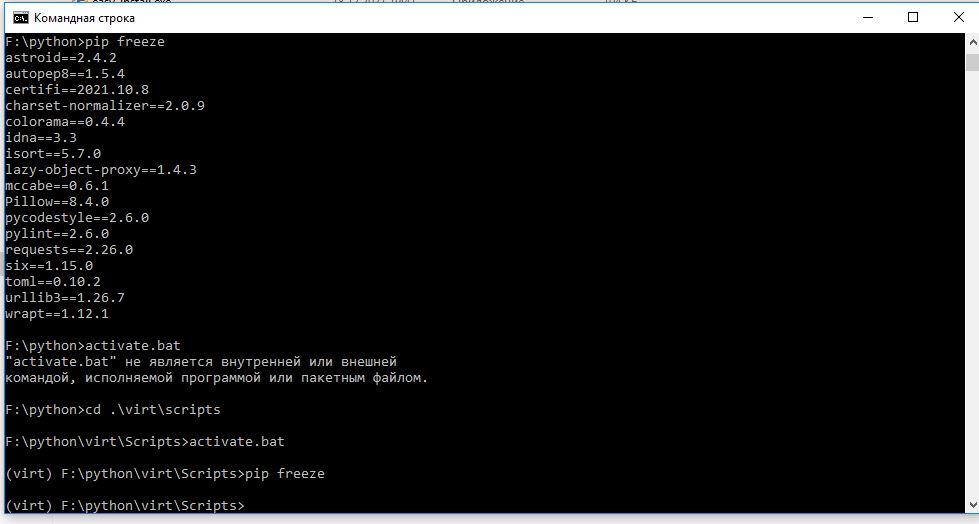 Командная строка
F:\python>pip freeze
astroid==2.4.2
autopep8==1.5.4
certifi==2021.10.8
charset-normalizer==2.0.9
colorama==0.4.4
idna==3.3
isort==5.7.0
lazy-object-proxy==1.4.3
mccabe==0.6.1
Pillow==8.4.0
pycodestyle==2.6.0
pylint==2.6.0
requests==2.26.0
six==1.15.0
toml==0.10.2
urllib3==1.26.7
wrapt==1.12.1
F:\python>activate.bat
"activate.bat" не является внутренней или внешней
командой, исполняемой программой или пакетным файлом.
F:\python>cd .\virt\scripts
F:\python\virt\Scripts>activate.bat
(virt) F:\python\virt\Scripts>pip freeze
(virt) F:\python\virt\Scripts>